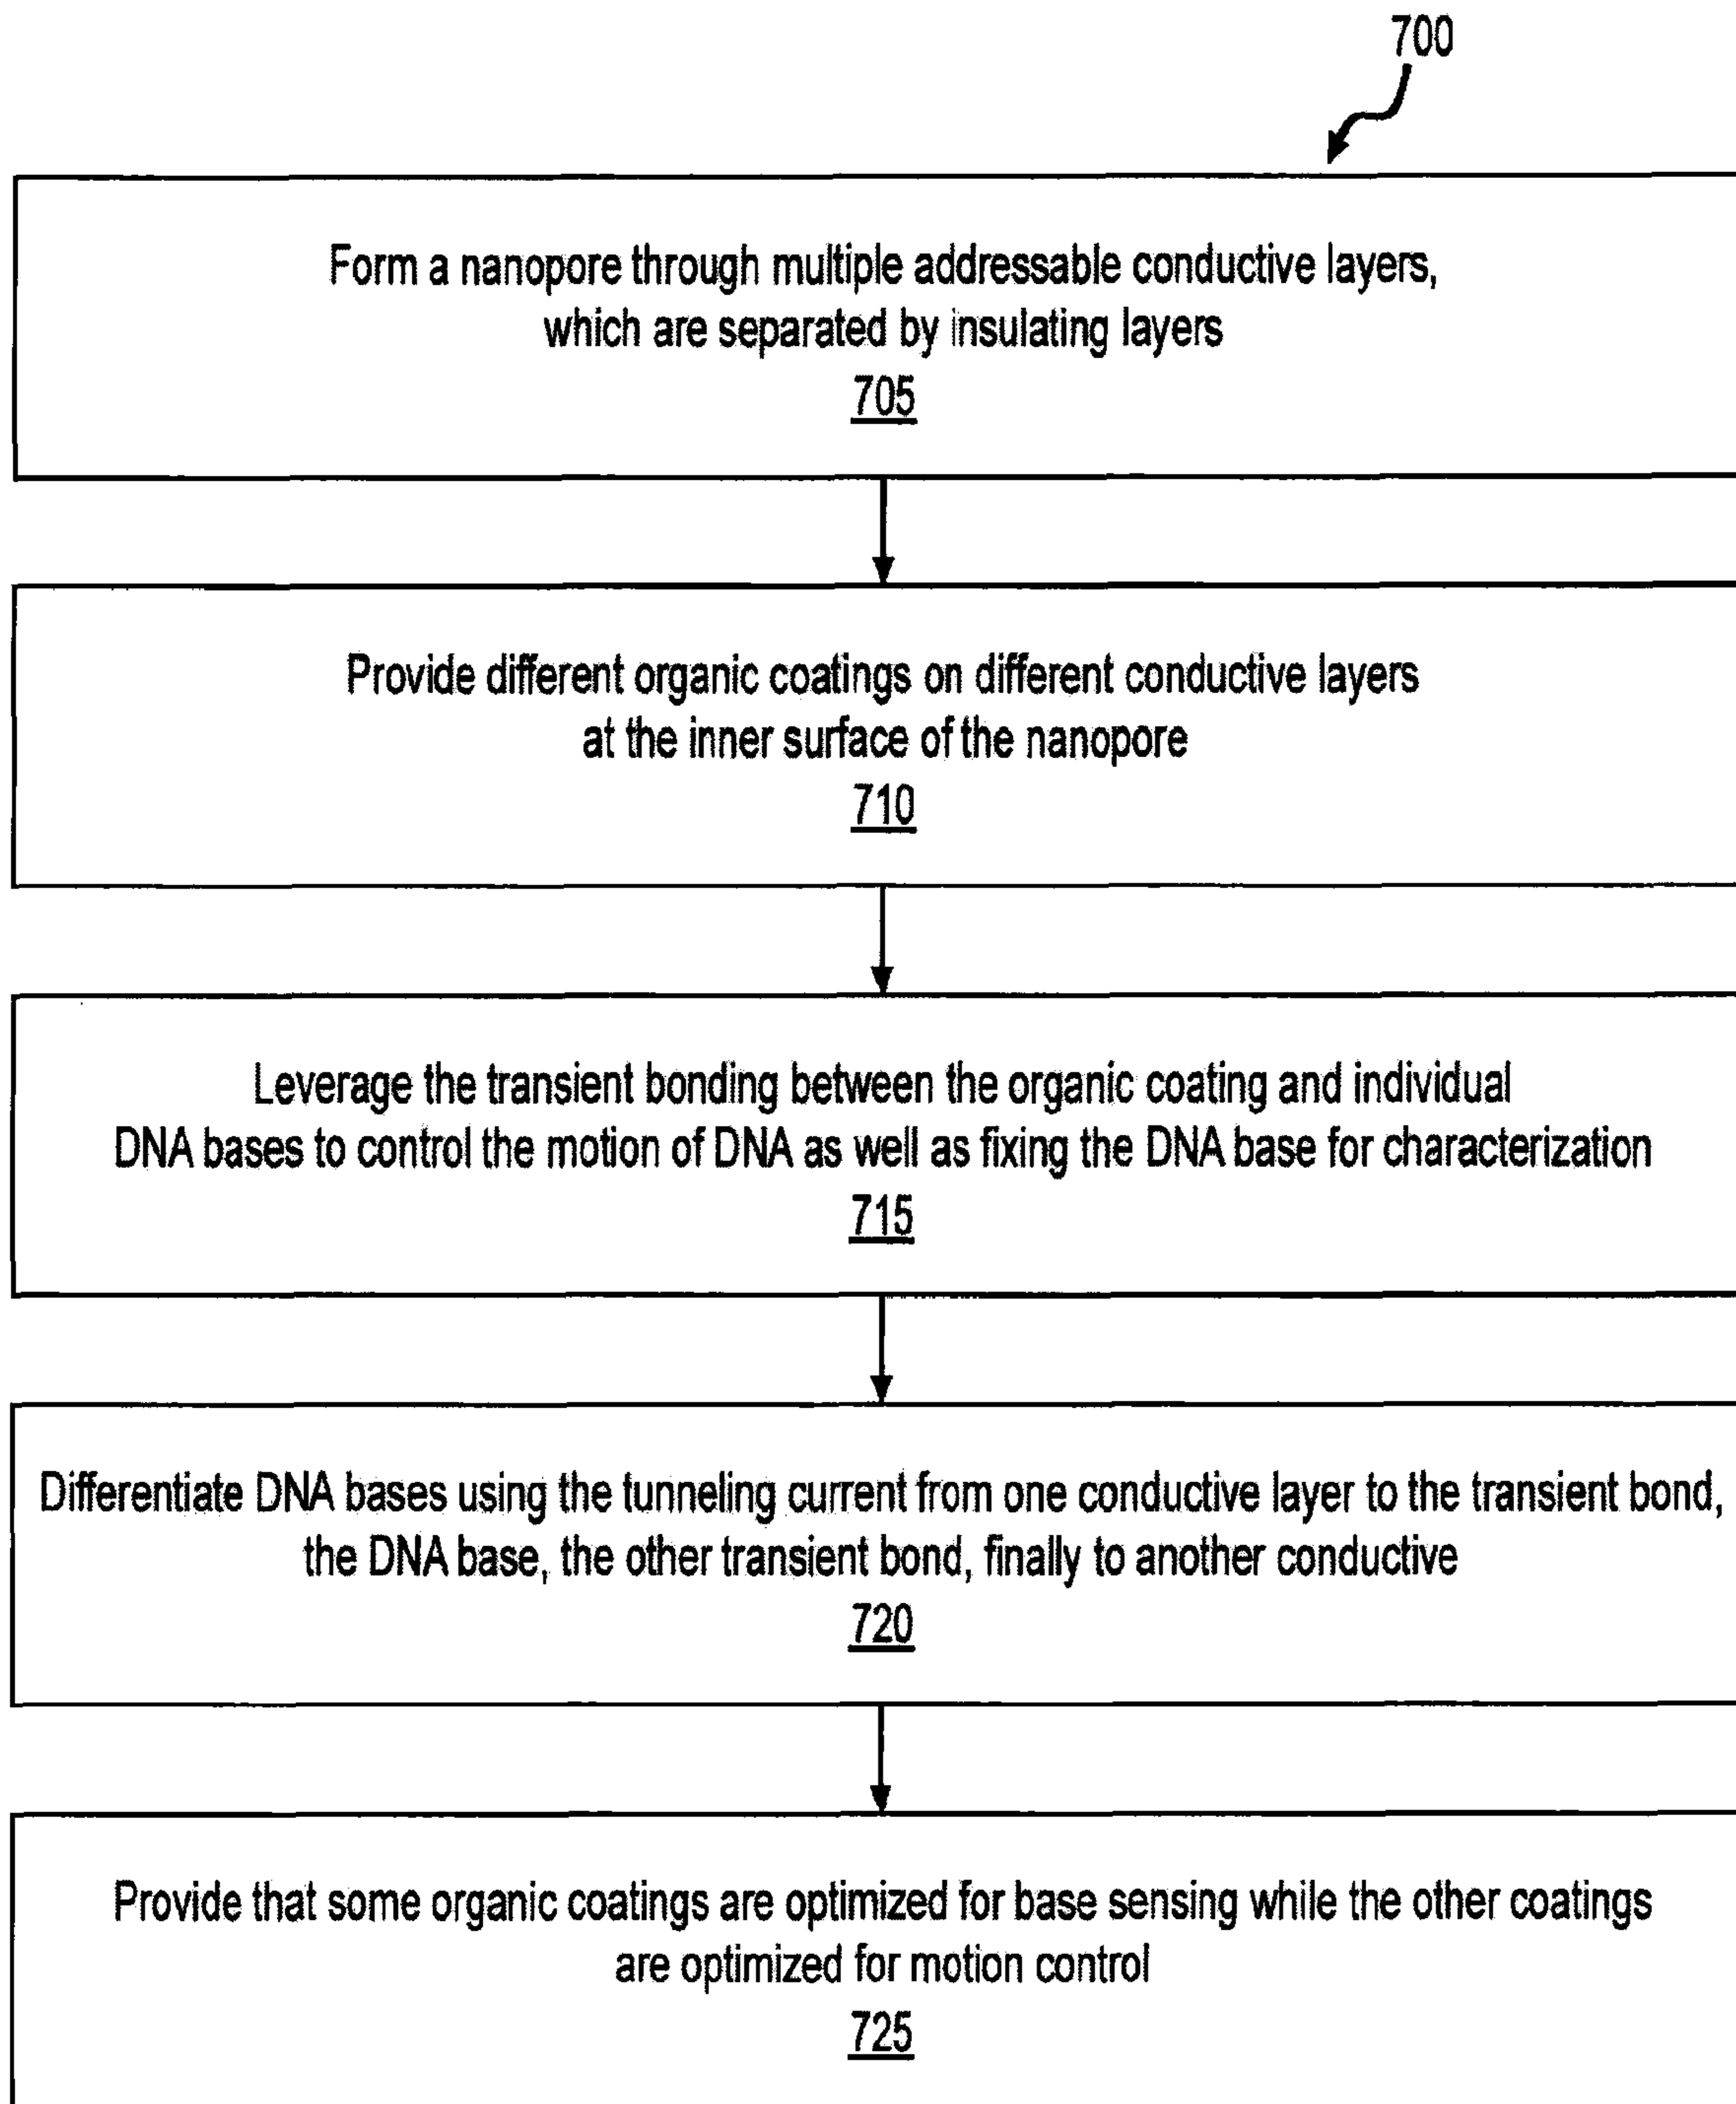 700
Form a nanopore through multiple addressable conductive layers,
which are separated by insulating layers
705
Provide different organic coatings on different conductive layers
at the inner surface of the nanopore
710
Leverage the transient bonding between the organic coating and individual
DNA bases to control the motion of DNA as well as fixing the DNA base for characterization
715
Differentiate DNA bases using the tunneling current from one conductive layer to the transient bond,
the DNA base, the other transient bond, finally to another conductive
720
Provide that some organic coatings are optimized for base sensing while the other coatings
are optimized for motion control
725